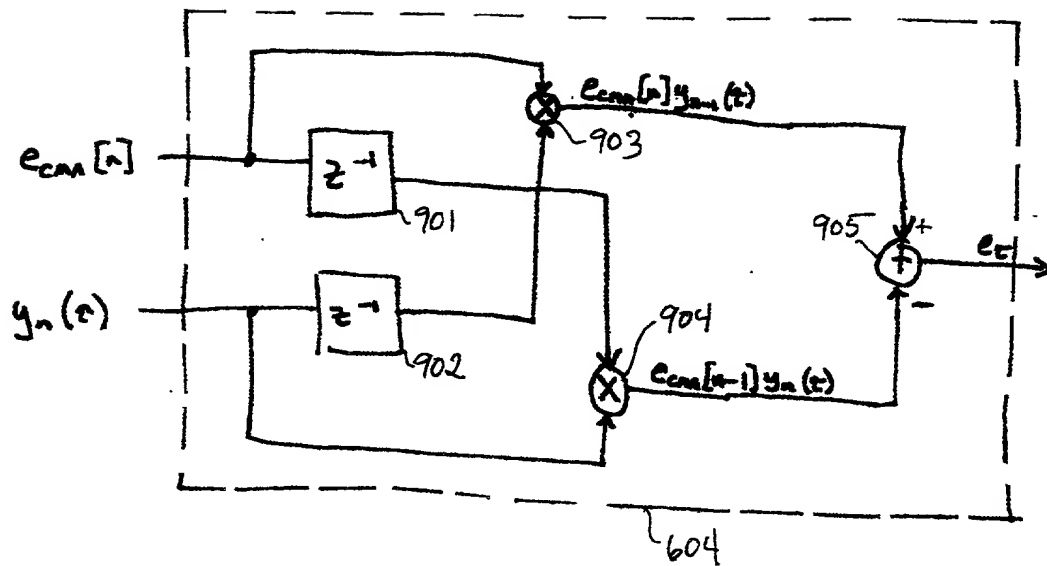 e_cma[n]
z⁻¹
901
y_n(τ)
z⁻¹
902
903
e_cma[n] y_n-1(τ)
904
e_cma[n-1] y_n(τ)
905
+
+
−
e_τ
604